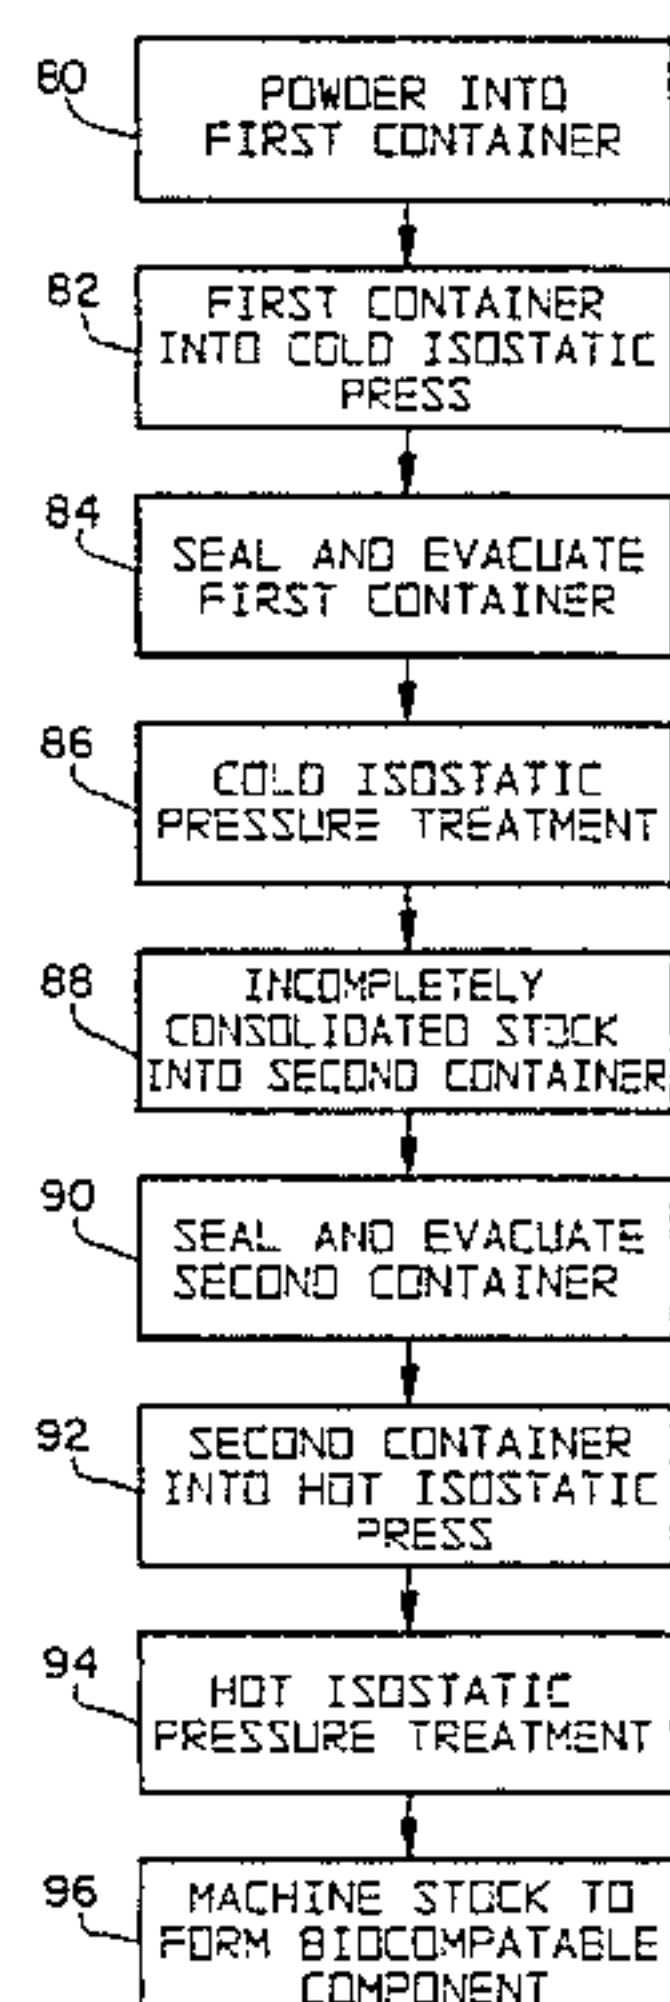 80
POWDER INTO
FIRST CONTAINER
82
FIRST CONTAINER
INTO COLD ISOSTATIC
PRESS
84
SEAL AND EVACUATE
FIRST CONTAINER
86
COLD ISOSTATIC
PRESSURE TREATMENT
88
INCOMPLETELY
CONSOLIDATED STOCK
INTO SECOND CONTAINER
90
SEAL AND EVACUATE
SECOND CONTAINER
92
SECOND CONTAINER
INTO HOT ISOSTATIC
PRESS
94
HOT ISOSTATIC
PRESSURE TREATMENT
96
MACHINE STOCK TO
FORM BIOCOMPATABLE
COMPONENT